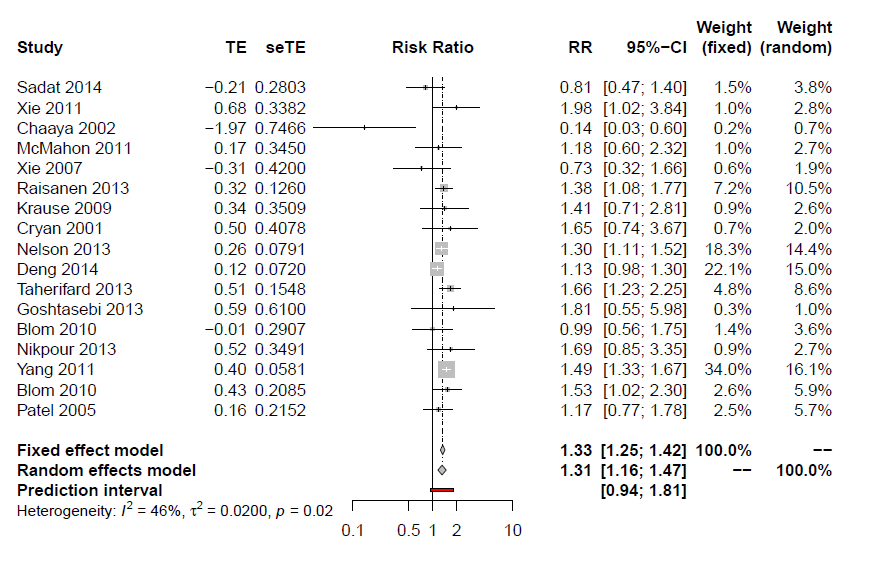 Weight Weight
Study TE seTE Risk Ratio RR 95%−CI (fixed) (random)
Sadat 2014 −0.21 0.2803 0.81 [0.47; 1.40] 1.5% 3.8%
Xie 2011 0.68 0.3382 1.98 [1.02; 3.84] 1.0% 2.8%
Chaaya 2002 −1.97 0.7466 0.14 [0.03; 0.60] 0.2% 0.7%
McMahon 2011 0.17 0.3450 1.18 [0.60; 2.32] 1.0% 2.7%
Xie 2007 −0.31 0.4200 0.73 [0.32; 1.66] 0.6% 1.9%
Raisanen 2013 0.32 0.1260 1.38 [1.08; 1.77] 7.2% 10.5%
Krause 2009 0.34 0.3509 1.41 [0.71; 2.81] 0.9% 2.6%
Cryan 2001 0.50 0.4078 1.65 [0.74; 3.67] 0.7% 2.0%
Nelson 2013 0.26 0.0791 1.30 [1.11; 1.52] 18.3% 14.4%
Deng 2014 0.12 0.0720 1.13 [0.98; 1.30] 22.1% 15.0%
Taherifard 2013 0.51 0.1548 1.66 [1.23; 2.25] 4.8% 8.6%
Goshtasebi 2013 0.59 0.6100 1.81 [0.55; 5.98] 0.3% 1.0%
Blom 2010 −0.01 0.2907 0.99 [0.56; 1.75] 1.4% 3.6%
Nikpour 2013 0.52 0.3491 1.69 [0.85; 3.35] 0.9% 2.7%
Yang 2011 0.40 0.0581 1.49 [1.33; 1.67] 34.0% 16.1%
Blom 2010 0.43 0.2085 1.53 [1.02; 2.30] 2.6% 5.9%
Patel 2005 0.16 0.2152 1.17 [0.77; 1.78] 2.5% 5.7%
Fixed effect model 1.33 [1.25; 1.42] 100.0% −−
Random effects model 1.31 [1.16; 1.47] −− 100.0%
Prediction interval [0.94; 1.81]
Heterogeneity: I² = 46%, τ² = 0.0200, p = 0.02
0.1 0.5 1 2 10